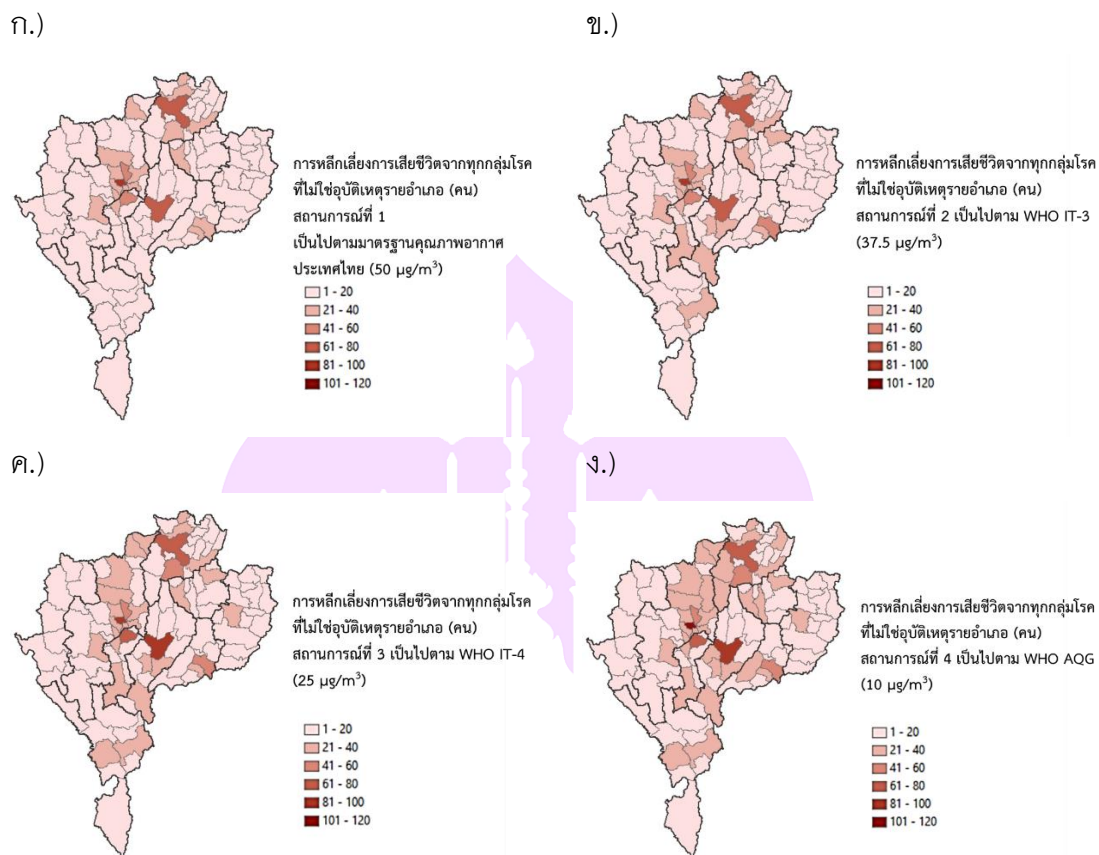 ก.)
การหลีกเลี่ยงการเสียชีวิตจากทุกกลุ่มโรค
ที่ไม่ใช่อุบัติเหตุรายอำเภอ (คน)
สถานการณ์ที่ 1
เป็นไปตามมาตรฐานคุณภาพอากาศ
ประเทศไทย (50 µg/m³)
1 - 20
21 - 40
41 - 60
61 - 80
81 - 100
101 - 120
ข.)
การหลีกเลี่ยงการเสียชีวิตจากทุกกลุ่มโรค
ที่ไม่ใช่อุบัติเหตุรายอำเภอ (คน)
สถานการณ์ที่ 2 เป็นไปตาม WHO IT-3
(37.5 µg/m³)
1 - 20
21 - 40
41 - 60
61 - 80
81 - 100
101 - 120
ค.)
การหลีกเลี่ยงการเสียชีวิตจากทุกกลุ่มโรค
ที่ไม่ใช่อุบัติเหตุรายอำเภอ (คน)
สถานการณ์ที่ 3 เป็นไปตาม WHO IT-4
(25 µg/m³)
1 - 20
21 - 40
41 - 60
61 - 80
81 - 100
101 - 120
ง.)
การหลีกเลี่ยงการเสียชีวิตจากทุกกลุ่มโรค
ที่ไม่ใช่อุบัติเหตุรายอำเภอ (คน)
สถานการณ์ที่ 4 เป็นไปตาม WHO AQG
(10 µg/m³)
1 - 20
21 - 40
41 - 60
61 - 80
81 - 100
101 - 120